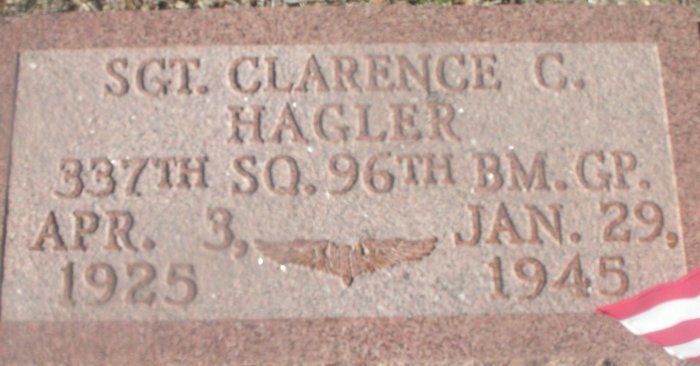 SGT. CLARENCE C.
HAGLER
337TH SQ. 96TH BM. GP.
APR. 3, JAN. 29,
1925 1945